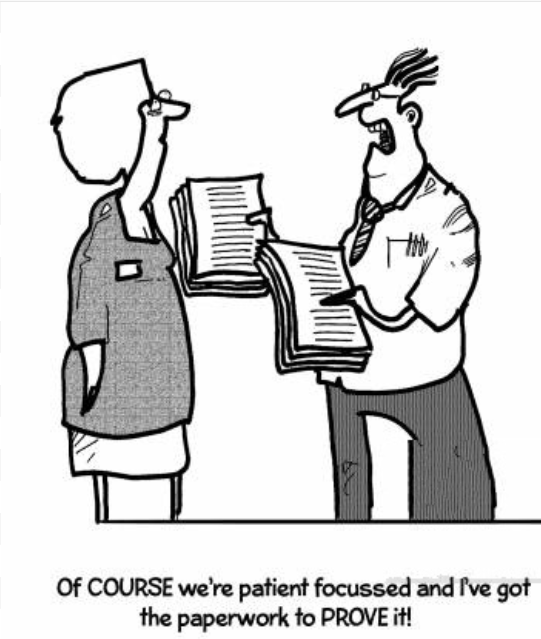 Of COURSE we're patient focussed and I've got
the paperwork to PROVE it!